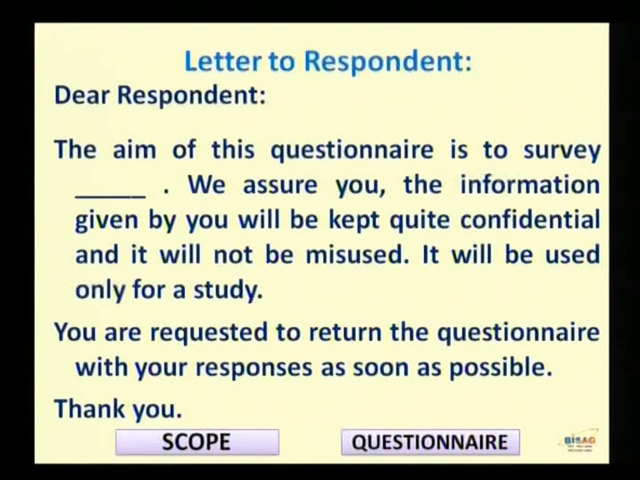 Letter to Respondent:
Dear Respondent:
The aim of this questionnaire is to survey
_____ . We assure you, the information
given by you will be kept quite confidential
and it will not be misused. It will be used
only for a study.
You are requested to return the questionnaire
with your responses as soon as possible.
Thank you.
SCOPE
QUESTIONNAIRE
BISAG